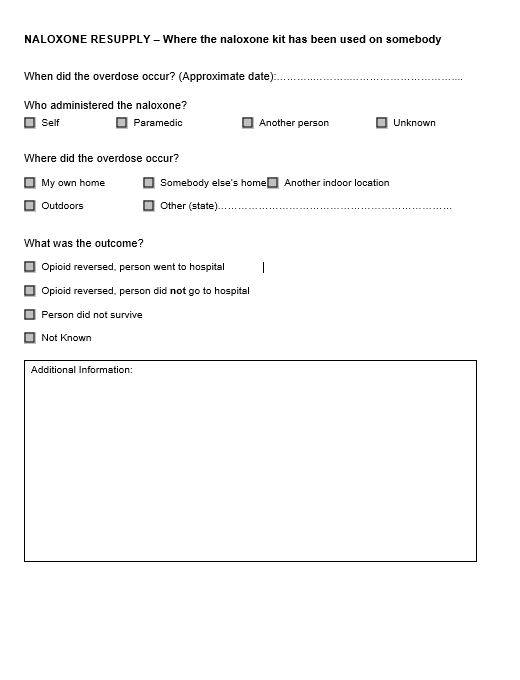 NALOXONE RESUPPLY – Where the naloxone kit has been used on somebody
When did the overdose occur? (Approximate date):…………..………..…………………………….…..
Who administered the naloxone?
Self Paramedic Another person Unknown
Where did the overdose occur?
My own home Somebody else's home Another indoor location
Outdoors Other (state)……………………………………………………………
What was the outcome?
Opioid reversed, person went to hospital
Opioid reversed, person did not go to hospital
Person did not survive
Not Known
Additional Information: